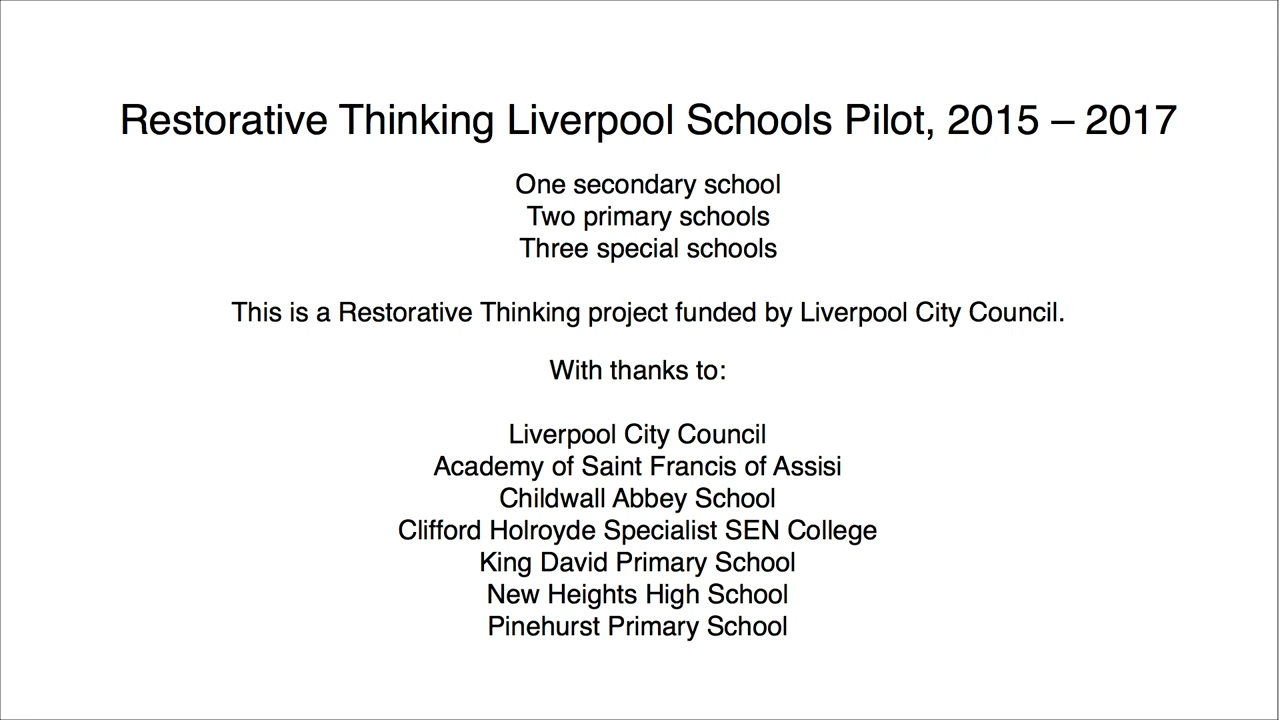 Restorative Thinking Liverpool Schools Pilot, 2015 – 2017
One secondary school
Two primary schools
Three special schools
This is a Restorative Thinking project funded by Liverpool City Council.
With thanks to:
Liverpool City Council
Academy of Saint Francis of Assisi
Childwall Abbey School
Clifford Holroyde Specialist SEN College
King David Primary School
New Heights High School
Pinehurst Primary School